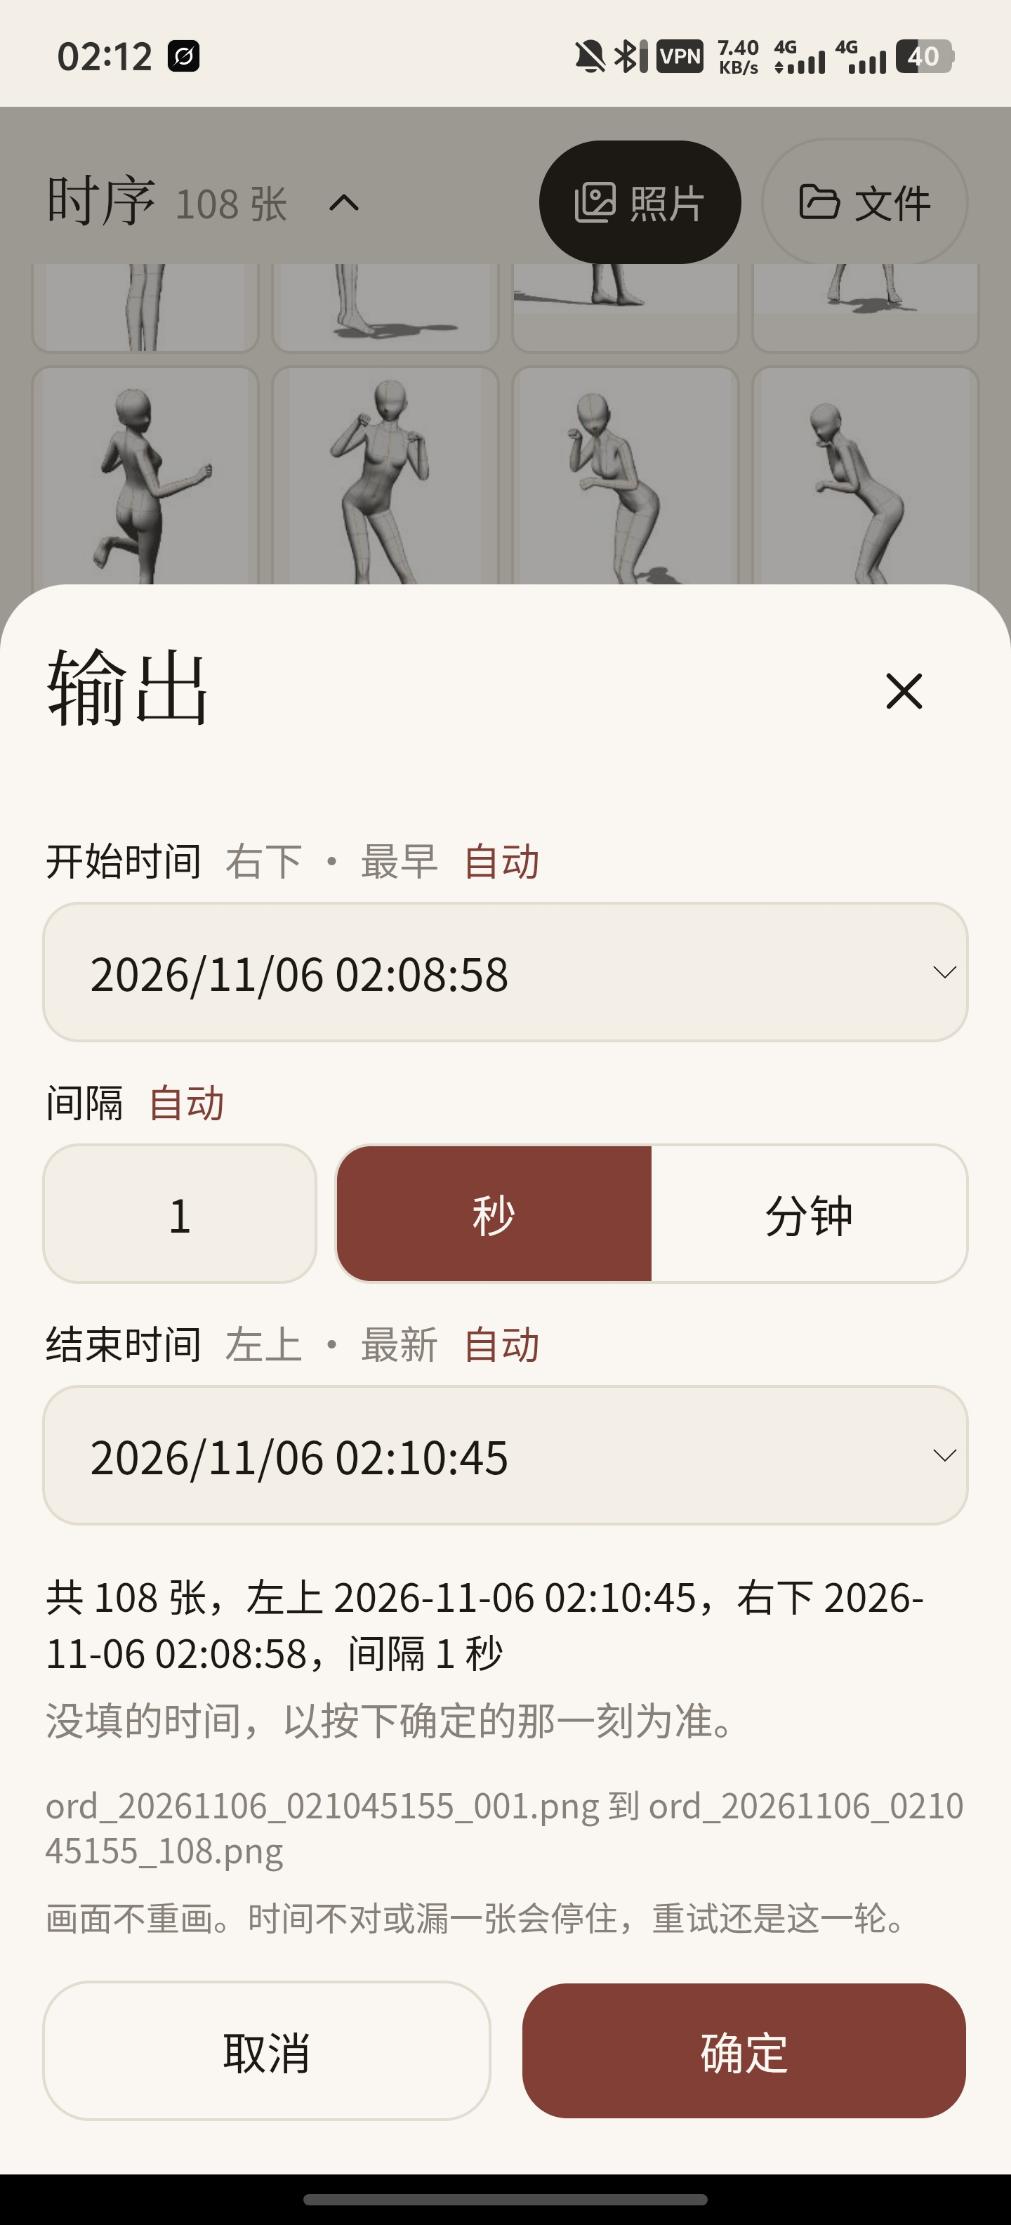 02:12
VPN
7.40 KB/s
4G
4G
40
时序 108 张
照片
文件
输出
开始时间 右下 · 最早 自动
2026/11/06 02:08:58
间隔 自动
1
秒
分钟
结束时间 左上 · 最新 自动
2026/11/06 02:10:45
共 108 张，左上 2026-11-06 02:10:45，右下 2026-
11-06 02:08:58，间隔 1 秒
没填的时间，以按下确定的那一刻为准。
ord_20261106_021045155_001.png 到 ord_20261106_0210
45155_108.png
画面不重画。时间不对或漏一张会停住，重试还是这一轮。
取消
确定